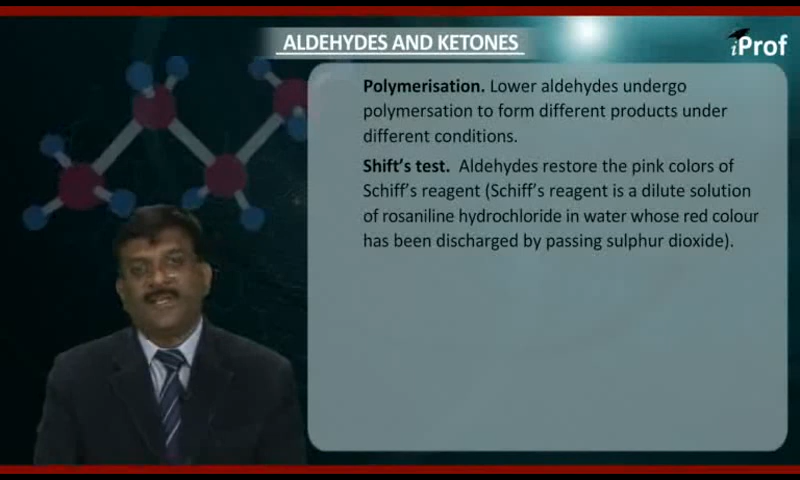 ALDEHYDES AND KETONES
iProf
Polymerisation. Lower aldehydes undergo
polymersation to form different products under
different conditions.
Shift's test. Aldehydes restore the pink colors of
Schiff's reagent (Schiff's reagent is a dilute solution
of rosaniline hydrochloride in water whose red colour
has been discharged by passing sulphur dioxide).